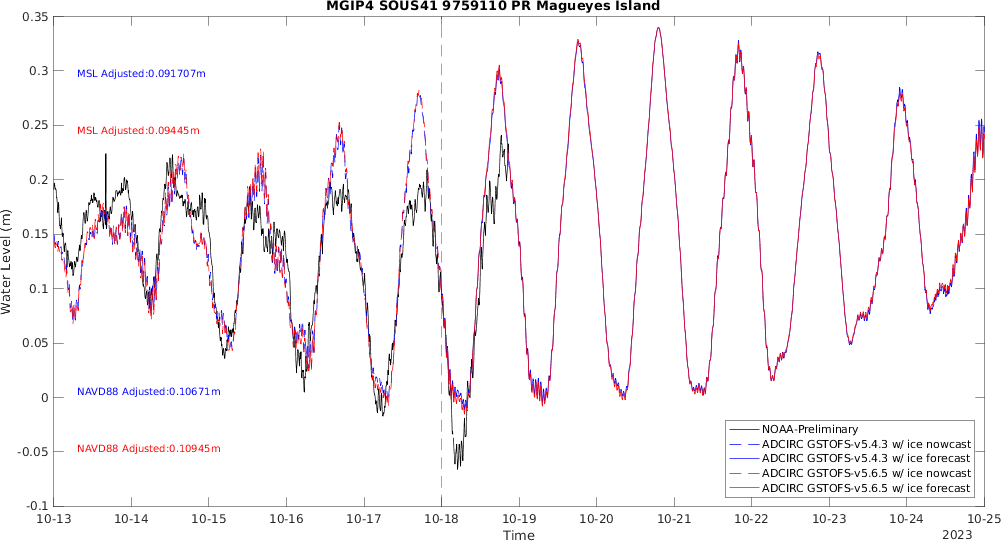 MGIP4 SOUS41 9759110 PR Magueyes Island
0.35
0.3
0.25
0.2
0.15
0.1
0.05
0
-0.05
-0.1
Water Level (m)
MSL Adjusted:0.091707m
MSL Adjusted:0.09445m
NAVD88 Adjusted:0.10671m
NAVD88 Adjusted:0.10945m
NOAA-Preliminary
ADCIRC GSTOFS-v5.4.3 w/ ice nowcast
ADCIRC GSTOFS-v5.4.3 w/ ice forecast
ADCIRC GSTOFS-v5.6.5 w/ ice nowcast
ADCIRC GSTOFS-v5.6.5 w/ ice forecast
10-13 10-14 10-15 10-16 10-17 10-18 10-19 10-20 10-21 10-22 10-23 10-24 10-25
Time
2023